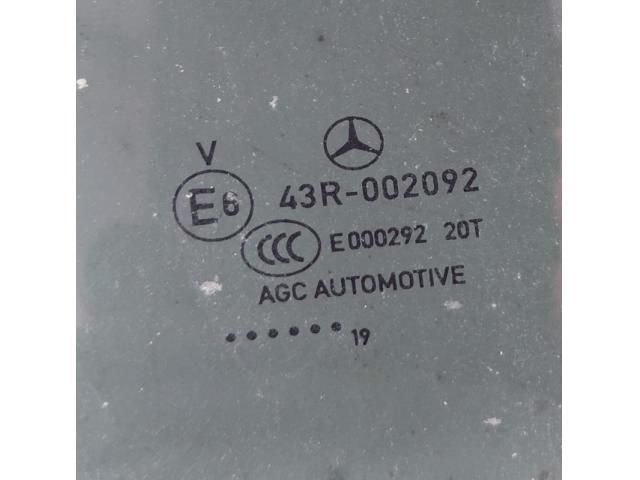 V
E6 43R-002092
CCC E000292 20T
AGC AUTOMOTIVE
...... 19